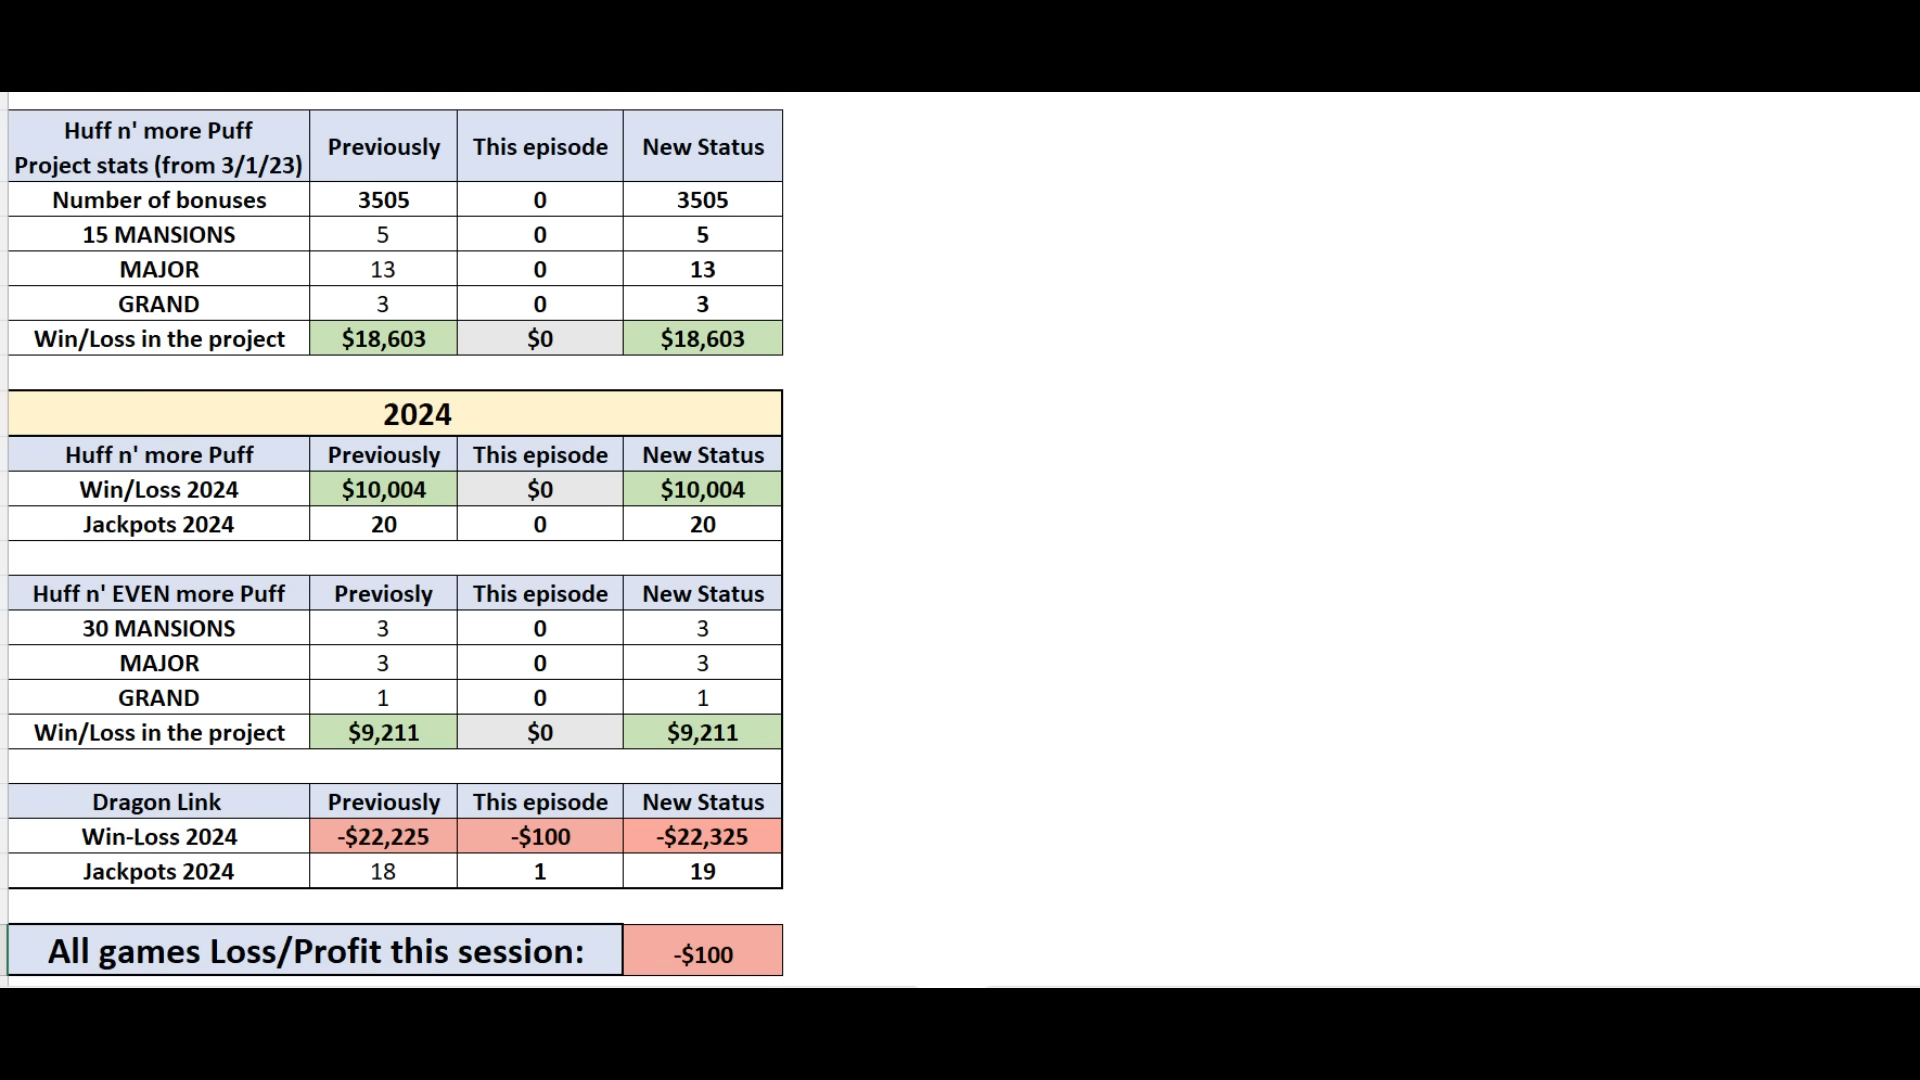 Huff n' more Puff
Project stats (from 3/1/23) Previously This episode New Status
Number of bonuses 3505 0 3505
15 MANSIONS 5 0 5
MAJOR 13 0 13
GRAND 3 0 3
Win/Loss in the project $18,603 $0 $18,603
2024
Huff n' more Puff Previously This episode New Status
Win/Loss 2024 $10,004 $0 $10,004
Jackpots 2024 20 0 20
Huff n' EVEN more Puff Previosly This episode New Status
30 MANSIONS 3 0 3
MAJOR 3 0 3
GRAND 1 0 1
Win/Loss in the project $9,211 $0 $9,211
Dragon Link Previously This episode New Status
Win-Loss 2024 -$22,225 -$100 -$22,325
Jackpots 2024 18 1 19
All games Loss/Profit this session: -$100